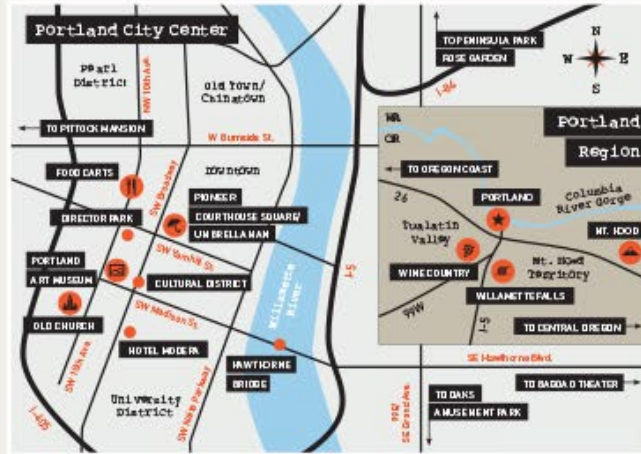 Portland City Center
Pearl
District
NW 10th Ave.
Old Town/
Chinatown
TO PITTOCK MANSION
W Burnside St.
FOOD CARTS
SW Broadway
Downtown
PIONEER
COURTHOUSE SQUARE/
UMBRELLA MAN
DIRECTOR PARK
SW Yamhill St.
PORTLAND
ART MUSEUM
CULTURAL DISTRICT
SW Madison St.
OLD CHURCH
SW 11th Ave.
HOTEL MODERA
HAWTHORNE
BRIDGE
Willamette
River
University
District
I-405
I-5
TO PENINSULA PARK
ROSE GARDEN
I-84
N
W
E
S
SE Hawthorne Blvd.
TO BAGDAD THEATER
99E/
SE Grand Ave.
TO OAKS
AMUSEMENT PARK
Portland
Region
WA
OR
TO OREGON COAST
26
PORTLAND
Columbia
River Gorge
MT. HOOD
Tualatin
Valley
Mt. Hood
Territory
WINE COUNTRY
WILLAMETTE FALLS
99W
I-5
TO CENTRAL OREGON